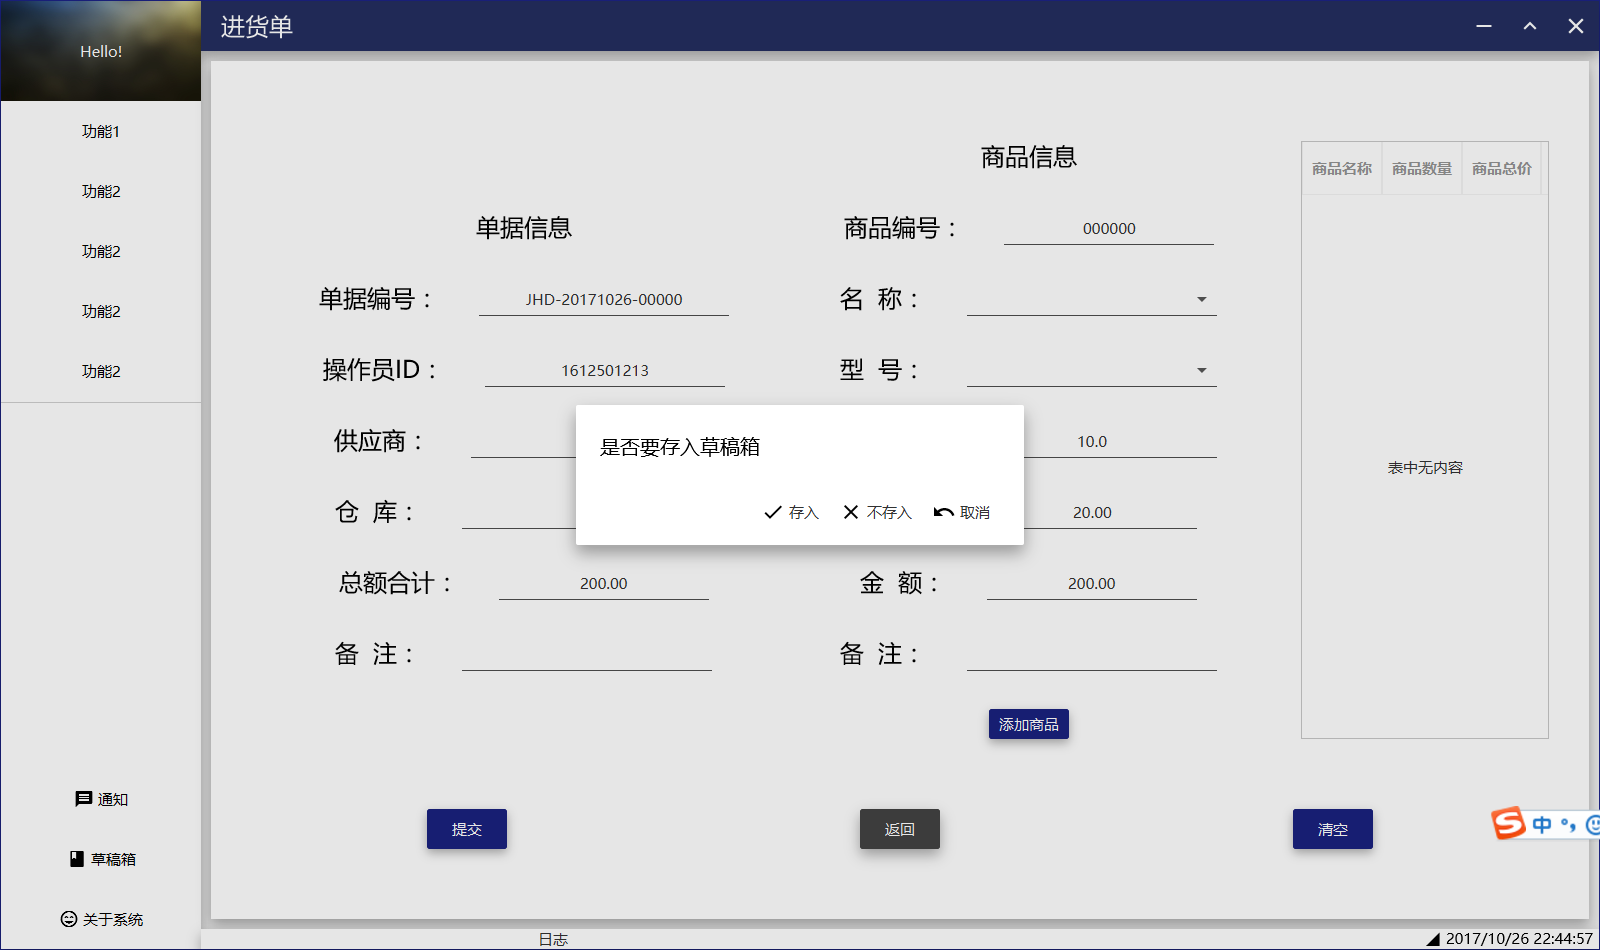 Hello!
进货单
功能1
功能2
功能2
功能2
功能2
通知
草稿箱
关于系统
单据信息
单据编号： JHD-20171026-00000
操作员ID： 1612501213
供应商：
仓 库：
总额合计： 200.00
备 注：
商品信息
商品编号： 000000
名 称：
型 号：
10.0
20.00
金 额： 200.00
备 注：
添加商品
商品名称 商品数量 商品总价
表中无内容
是否要存入草稿箱
存入 不存入 取消
提交 返回 清空
S 中 °,
日志 2017/10/26 22:44:57